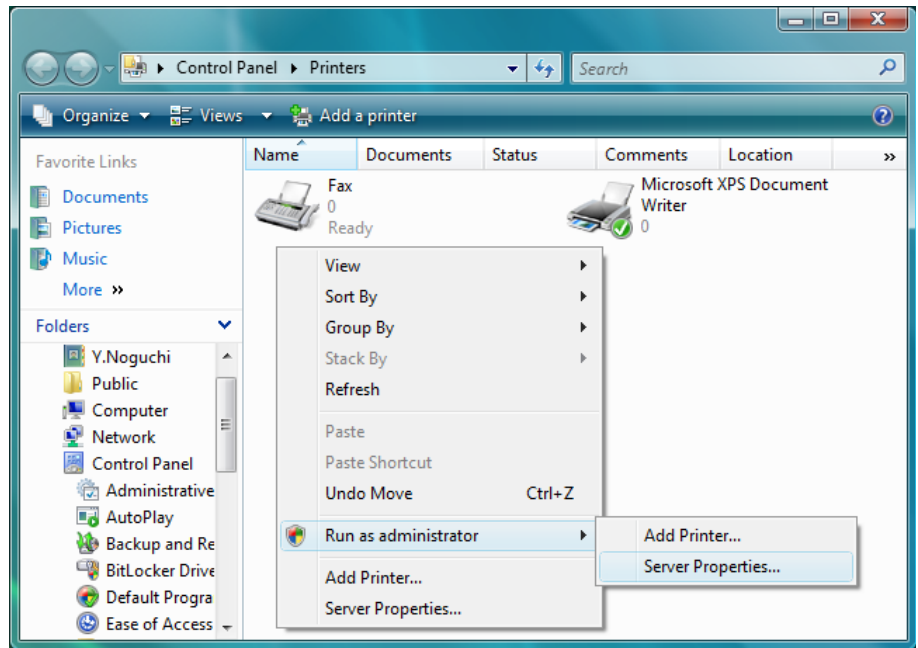 Control Panel Printers Search
Organize Views Add a printer ?
Favorite Links
Documents
Pictures
Music
More »
Folders
Y.Noguchi
Public
Computer
Network
Control Panel
Administrative
AutoPlay
Backup and Re
BitLocker Drive
Default Progra
Ease of Access
Name Documents Status Comments Location »
Fax
0
Ready
Microsoft XPS Document
Writer
0
View
Sort By
Group By
Stack By
Refresh
Paste
Paste Shortcut
Undo Move Ctrl+Z
Run as administrator
Add Printer...
Server Properties...
Add Printer...
Server Properties...